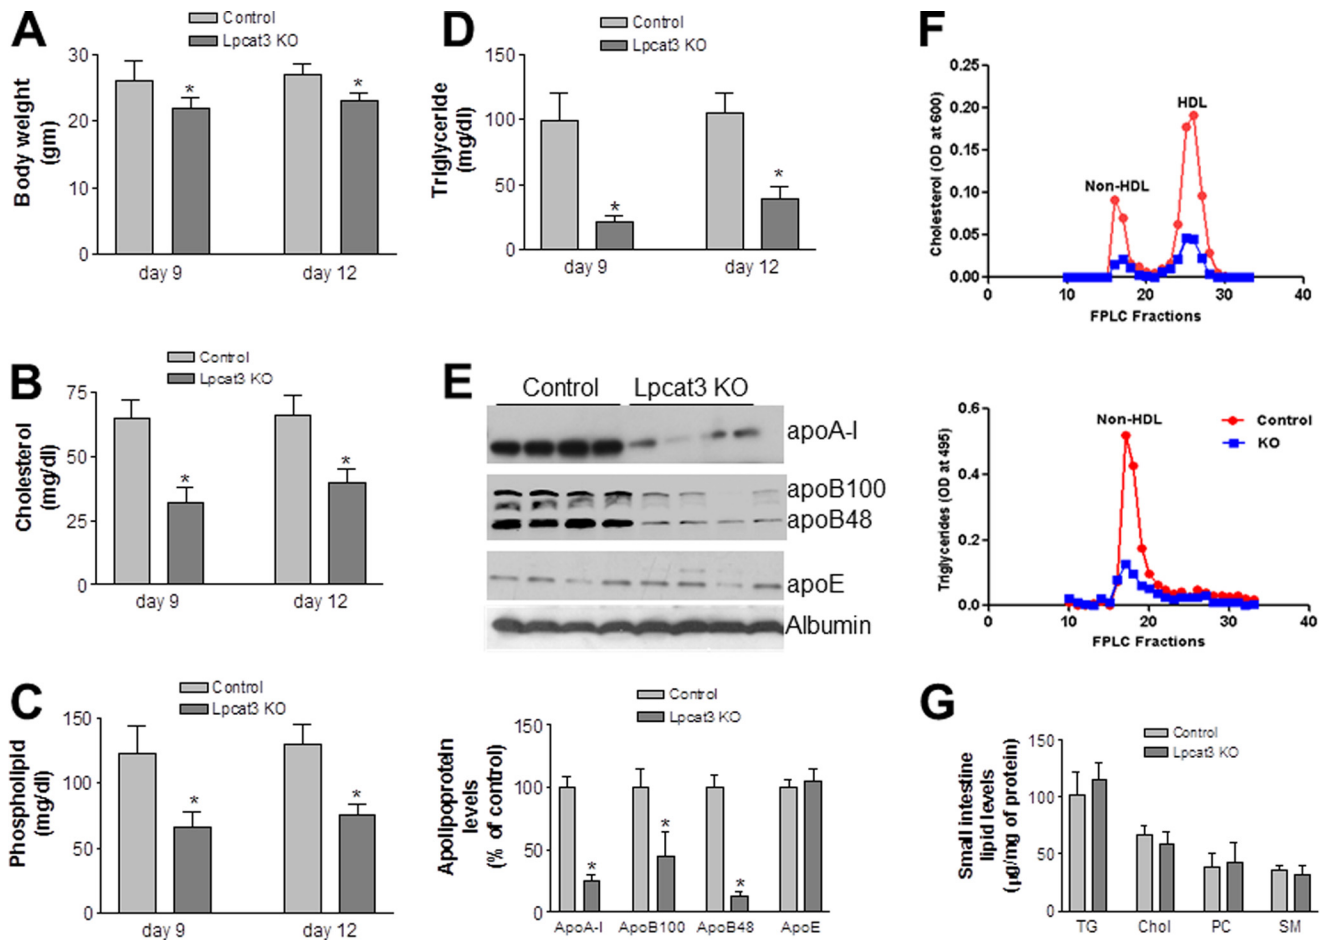 A
Control
Lpcat3 KO
Body weight
(gm)
30
20
10
0
*
*
day 9
day 12
B
Control
Lpcat3 KO
Cholesterol
(mg/dl)
75
50
25
0
*
*
day 9
day 12
C
Control
Lpcat3 KO
Phospholipid
(mg/dl)
150
100
50
0
*
*
day 9
day 12
D
Control
Lpcat3 KO
Triglyceride
(mg/dl)
150
100
50
0
*
*
day 9
day 12
E
Control Lpcat3 KO
apoA-I
apoB100
apoB48
apoE
Albumin
Control
Lpcat3 KO
Apolipoprotein
levels
(% of control)
150
100
50
0
*
*
*
ApoA-I ApoB100 ApoB48 ApoE
F
Cholesterol (OD at 600)
0.25
0.20
0.15
0.10
0.05
0.00
Non-HDL
HDL
0 10 20 30 40
FPLC Fractions
Triglycerides (OD at 495)
0.6
0.4
0.2
0.0
Non-HDL
Control
KO
0 10 20 30 40
FPLC Fractions
G
Control
Lpcat3 KO
Small intestine
lipid levels
(µg/mg of protein)
150
100
50
0
TG Chol PC SM